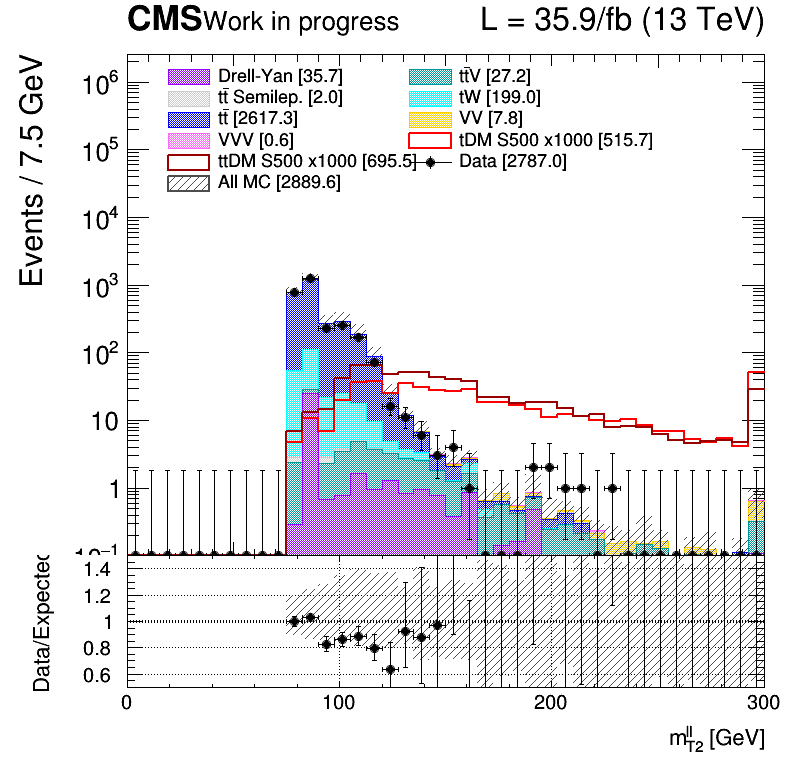 CMS Work in progress L = 35.9/fb (13 TeV)
Events / 7.5 GeV
Drell-Yan [35.7] tt̄V [27.2]
tt̄ Semilep. [2.0] tW [199.0]
tt̄ [2617.3] VV [7.8]
VVV [0.6] tDM S500 x1000 [515.7]
ttDM S500 x1000 [695.5] Data [2787.0]
All MC [2889.6]
10⁶
10⁵
10⁴
10³
10²
10
1
10⁻¹
Data/Expected
1.4
1.2
1
0.8
0.6
0 100 200 300
m_T2^ll [GeV]